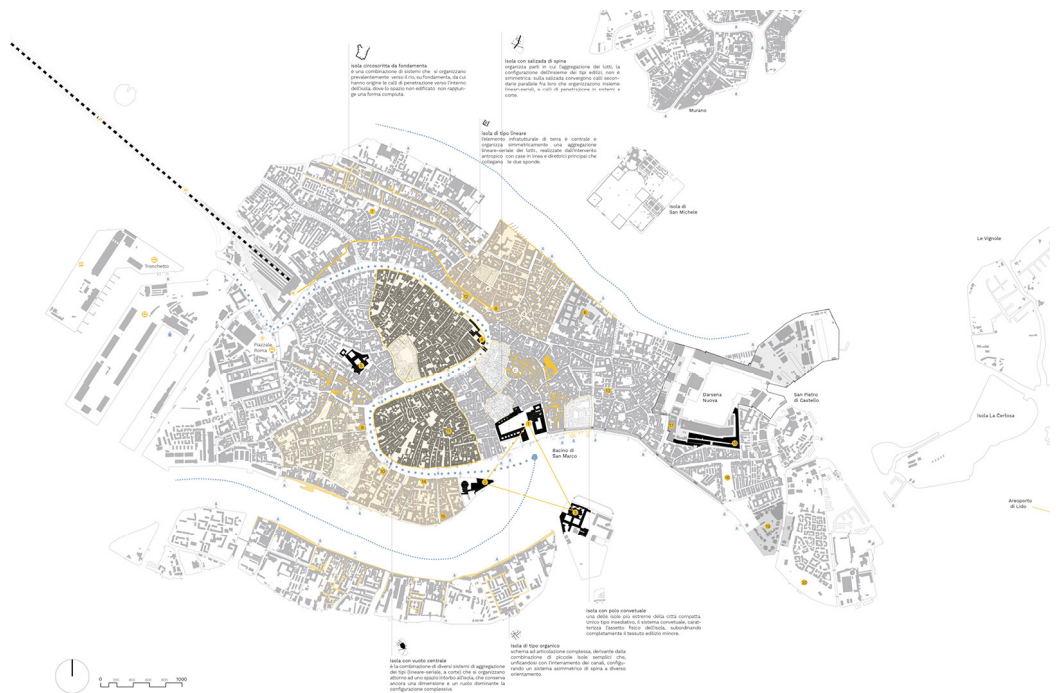 Isola circoscritta da fondamenta
è una combinazione di sistemi che si organizzano
prevalentemente verso il rio, su fondamenta, da cui
hanno origine le calli di penetrazione verso l'interno
dell'isola, dove lo spazio non edificato non raggiun-
ge una forma compiuta.
Isola con salizada di spina
organizza parti in cui l'aggregazione dei lotti, la
configurazione dell'insieme dei tipi edilizi, non è
simmetrica: sulla salizada convergono calli secon-
darie parallele fra loro che organizzano insieme
lineari-seriali, e calli di penetrazione in sistemi a
corte.
Isola di tipo lineare
l'elemento infrastrutturale di terra è centrale e
organizza simmetricamente una aggregazione
lineare-seriale dei lotti, realizzate dall'intervento
antropico con case in linea e direttrici principali che
collegano le due sponde.
Murano
Isola di
San Michele
Le Vignole
Tronchetto
Piazzale
Roma
Darsena
Nuova
San Pietro
di Castello
Isola La Certosa
Bacino di
San Marco
Areoporto
di Lido
Isola con polo convetuale
una delle isole più estreme della città compatta.
Unico tipo insediativo, il sistema convetuale, carat-
terizza l'assetto fisico dell'isola, subordinando
completamente il tessuto edilizio minore.
Isola di tipo organico
schema ad articolazione complessa, derivante dalla
combinazione di piccole isole semplici che,
unificandosi con l'interramento dei canali, configu-
rando un sistema asimmetrico di spina a diverso
orientamento.
Isola con vuoto centrale
è la combinazione di diversi sistemi di aggregazione
dei tipi (lineare-seriale, a corte) che si organizzano
attorno ad uno spazio intorbo all'isola, che conserva
ancora una dimensione e un ruolo dominante la
configurazione complessiva.
0 200 400 600 800 1000